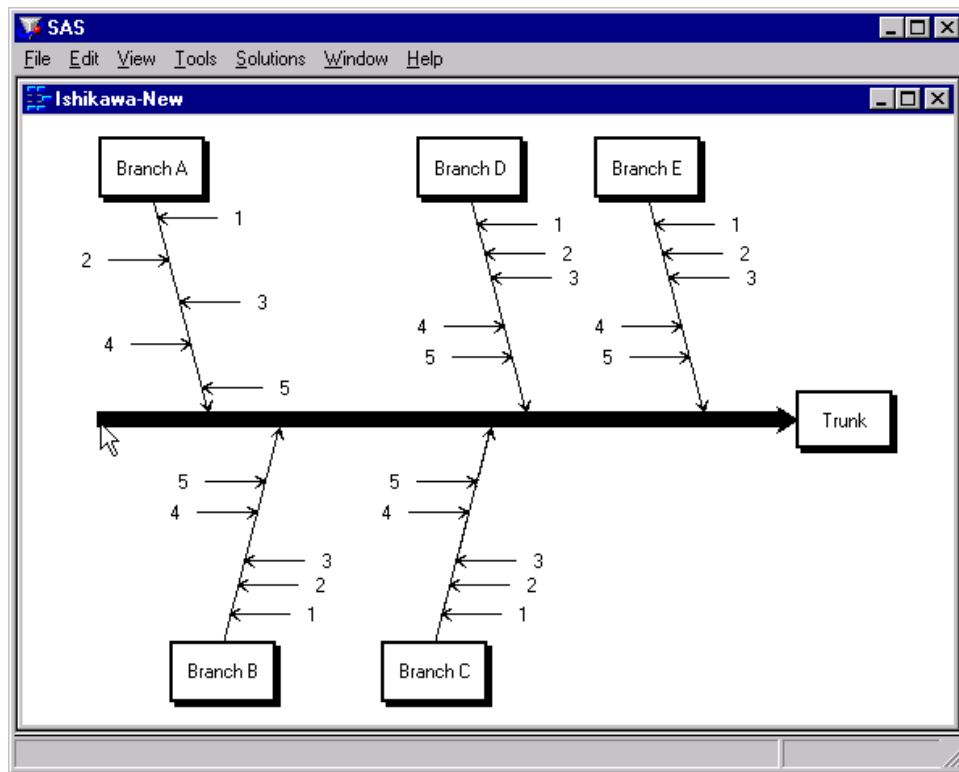 SAS
File Edit View Tools Solutions Window Help
Ishikawa-New
Branch A Branch D Branch E
1 1 1
2 2 2
3 3 3
4 4 4
5 5 5
Trunk
5 5
4 4
3 3
2 2
1 1
Branch B Branch C